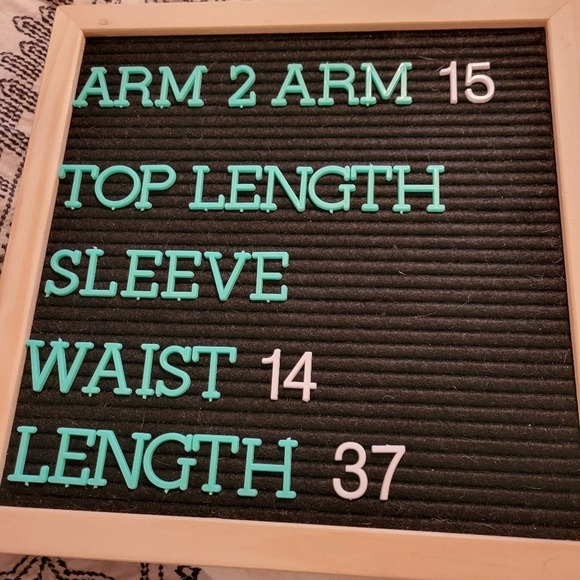 ARM 2 ARM 15
TOP LENGTH
SLEEVE
WAIST 14
LENGTH 37